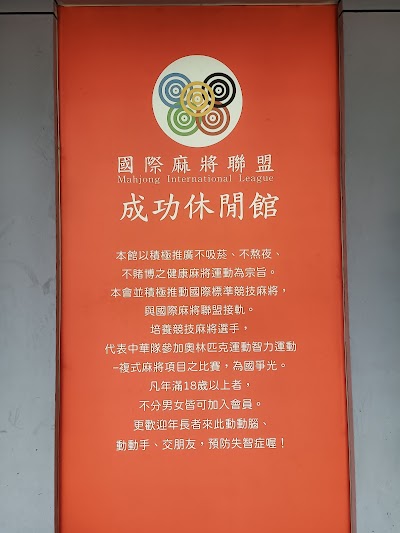 國際麻將聯盟
Mahjong International League
成功休閒館
本館以積極推廣不吸菸、不熬夜、
不賭博之健康麻將運動為宗旨。
本會並積極推動國際標準競技麻將，
與國際麻將聯盟接軌。
培養競技麻將選手，
代表中華隊參加奧林匹克運動智力運動
-複式麻將項目之比賽，為國爭光。
凡年滿18歲以上者，
不分男女皆可加入會員。
更歡迎年長者來此動動腦、
動動手、交朋友，預防失智症喔！